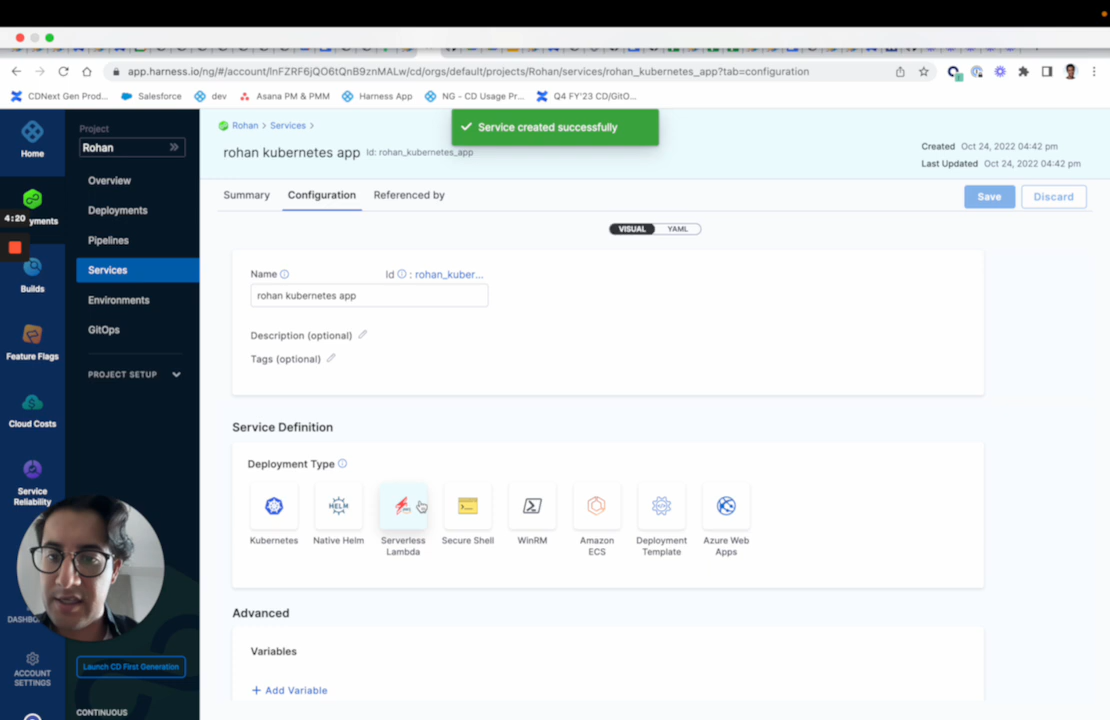 app.harness.io/ng/#/account/lnFZRF6jQO6tQnB9znMALw/cd/orgs/default/projects/Rohan/services/rohan_kubernetes_app?tab=configuration
CDNext Gen Prod...
Salesforce
dev
Asana PM & PMM
Harness App
NG - CD Usage Pr...
Q4 FY'23 CD/GitO...
Home
4:20
yments
Builds
Feature Flags
Cloud Costs
Service
Reliability
DASHBO
ACCOUNT
SETTINGS
Project
Rohan
Overview
Deployments
Pipelines
Services
Environments
GitOps
PROJECT SETUP
Launch CD First Generation
CONTINUOUS
Rohan > Services >
Service created successfully
rohan kubernetes app Id: rohan_kubernetes_app
Created Oct 24, 2022 04:42 pm
Last Updated Oct 24, 2022 04:42 pm
Summary
Configuration
Referenced by
Save
Discard
VISUAL
YAML
Name
Id : rohan_kuber...
rohan kubernetes app
Description (optional)
Tags (optional)
Service Definition
Deployment Type
HELM
Kubernetes
Native Helm
Serverless
Lambda
Secure Shell
WinRM
Amazon
ECS
Deployment
Template
Azure Web
Apps
Advanced
Variables
+ Add Variable